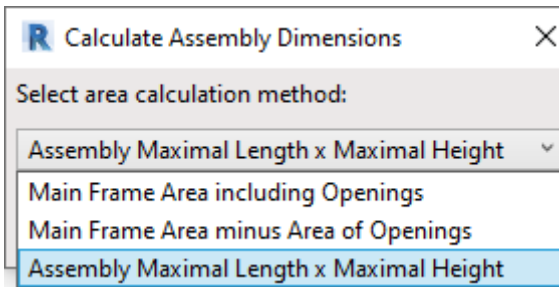 R Calculate Assembly Dimensions
Select area calculation method:
Assembly Maximal Length x Maximal Height
Main Frame Area including Openings
Main Frame Area minus Area of Openings
Assembly Maximal Length x Maximal Height